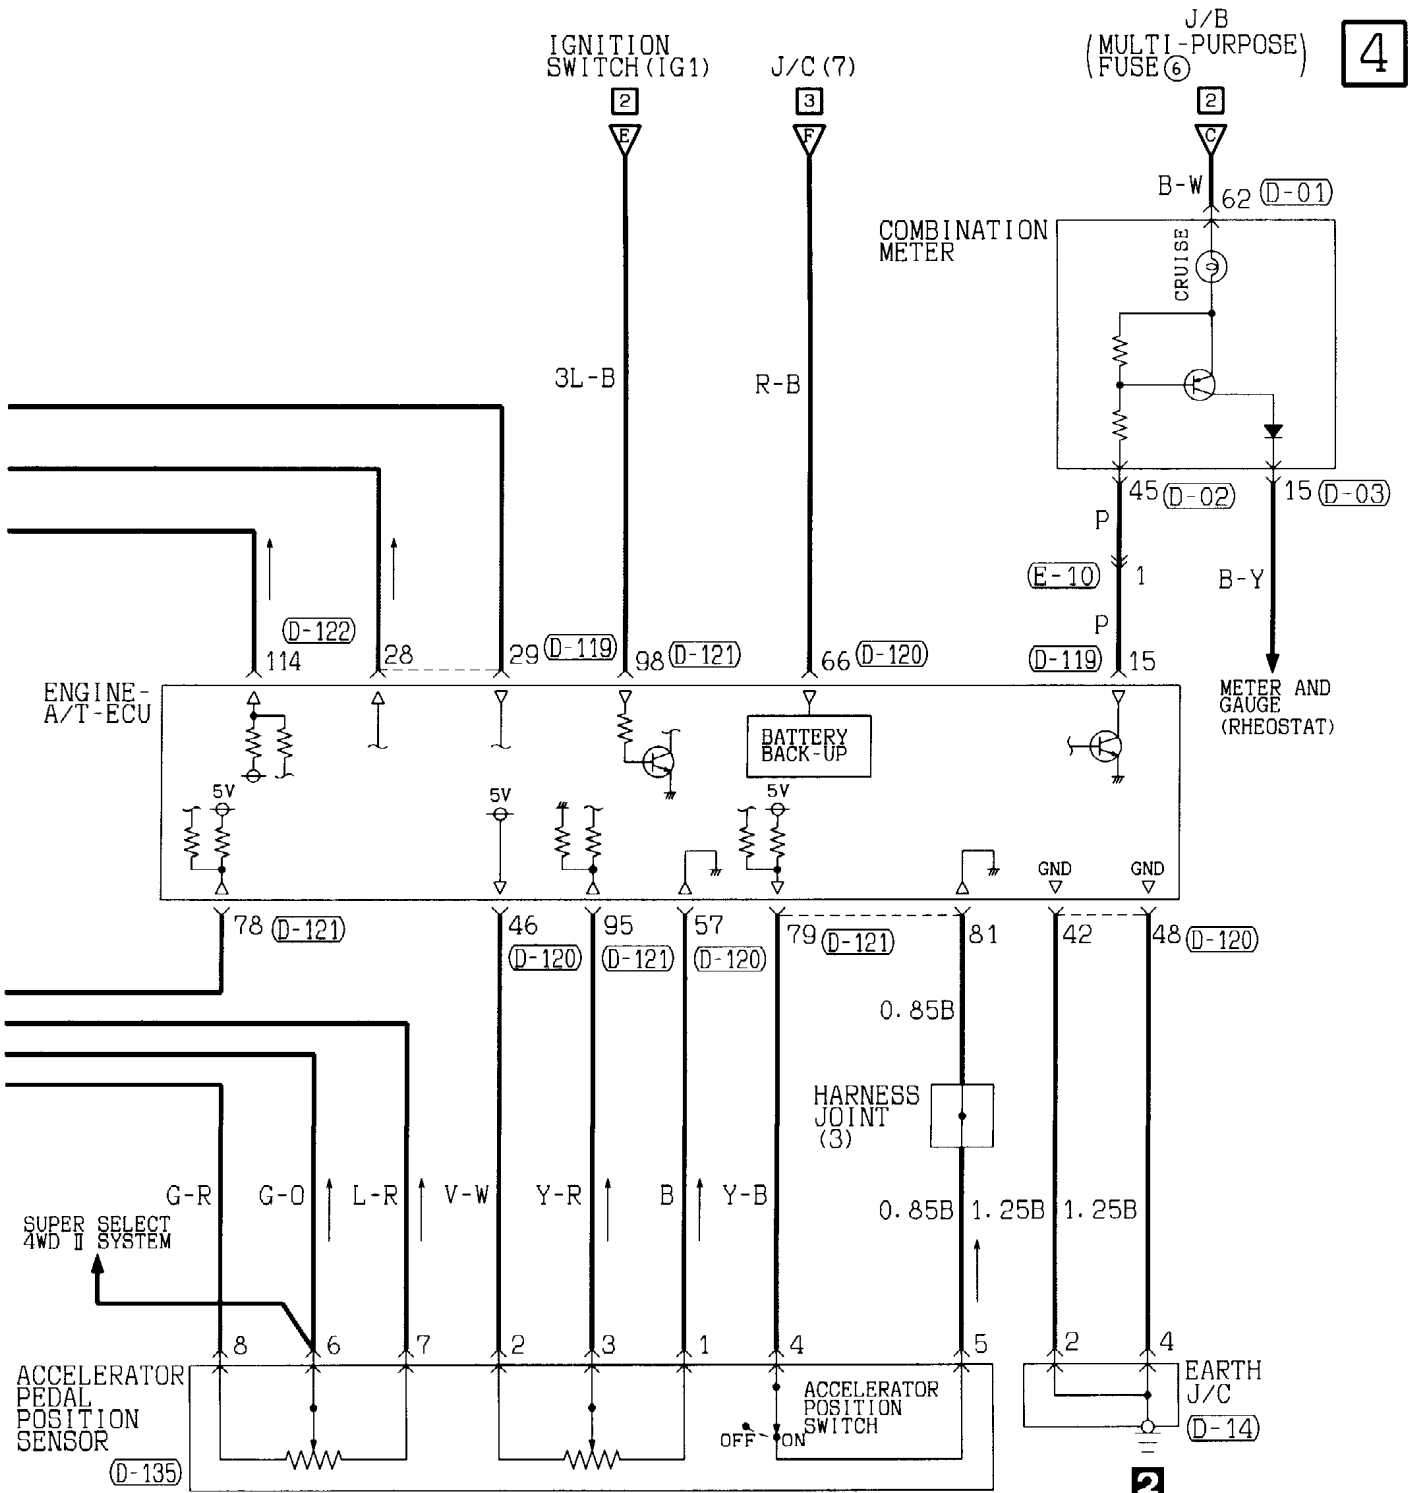 J/B
(MULTI-PURPOSE)
FUSE⑥
4
IGNITION
SWITCH(IG1)
J/C(7)
2
3
2
E
F
C
B-W
62 D-01
COMBINATION
METER
CRUISE
3L-B
R-B
45 D-02
15 D-03
P
E-10 1
B-Y
P
D-122
114
28
29 D-119
98 D-121
66 D-120
D-119 15
METER AND
GAUGE
(RHEOSTAT)
ENGINE-
A/T-ECU
BATTERY
BACK-UP
5V
5V
5V
GND
GND
78 D-121
46
D-120
95
D-121
57
D-120
79 D-121
81
42
48 D-120
0.85B
HARNESS
JOINT
(3)
G-R
G-O
L-R
V-W
Y-R
B
Y-B
0.85B
1.25B
1.25B
SUPER SELECT
4WD Ⅱ SYSTEM
8
6
7
2
3
1
4
5
2
4
ACCELERATOR
PEDAL
POSITION
SENSOR
D-135
ACCELERATOR
POSITION
SWITCH
OFF
ON
EARTH
J/C
D-14
2